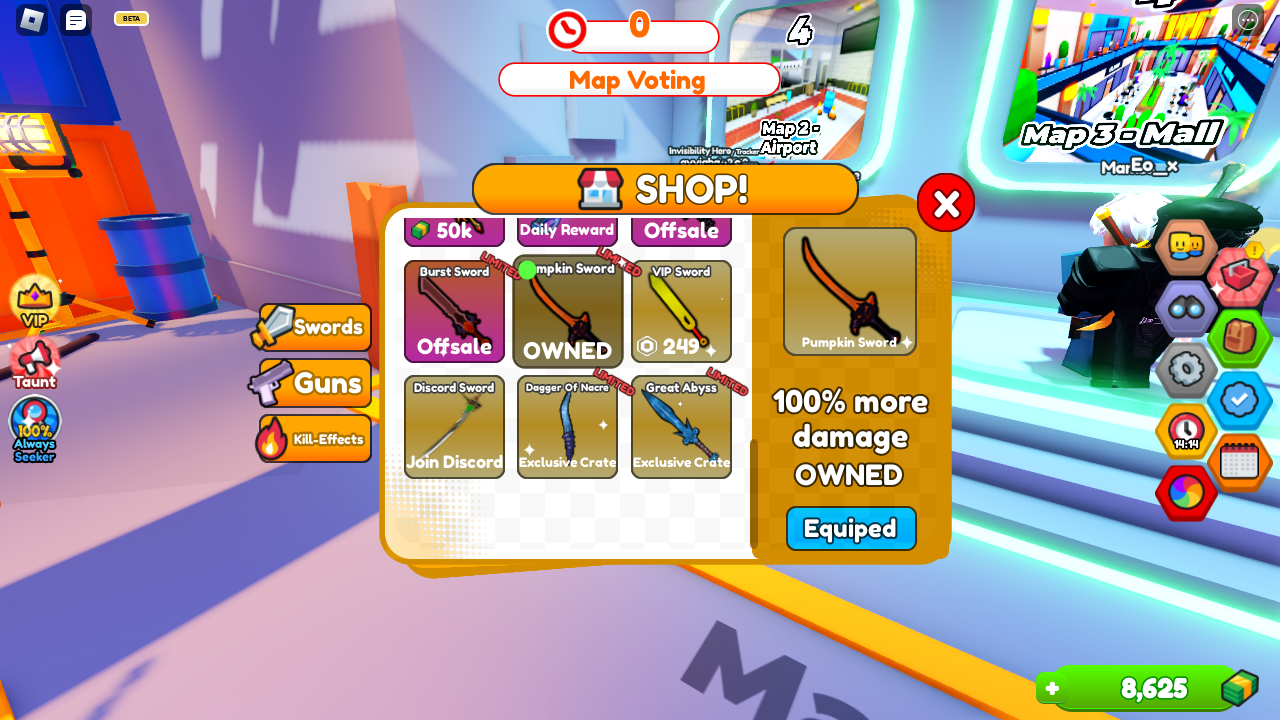 BETA
0
Map Voting
4
Map 2 -
Airport
Map 3 - Mall
Eo_x
Invisibility Hero
SHOP!
50k
Daily Reward
Offsale
Burst Sword
LIMITED
Offsale
mpkin Sword
LIMITED
OWNED
VIP Sword
249
Discord Sword
Join Discord
Dagger Of Nacre
LIMITED
Exclusive Crate
Great Abyss
LIMITED
Exclusive Crate
Pumpkin Sword
100% more
damage
OWNED
Equiped
Swords
Guns
Kill-Effects
VIP
Taunt
100%
Always
Seeker
14:14
8,625